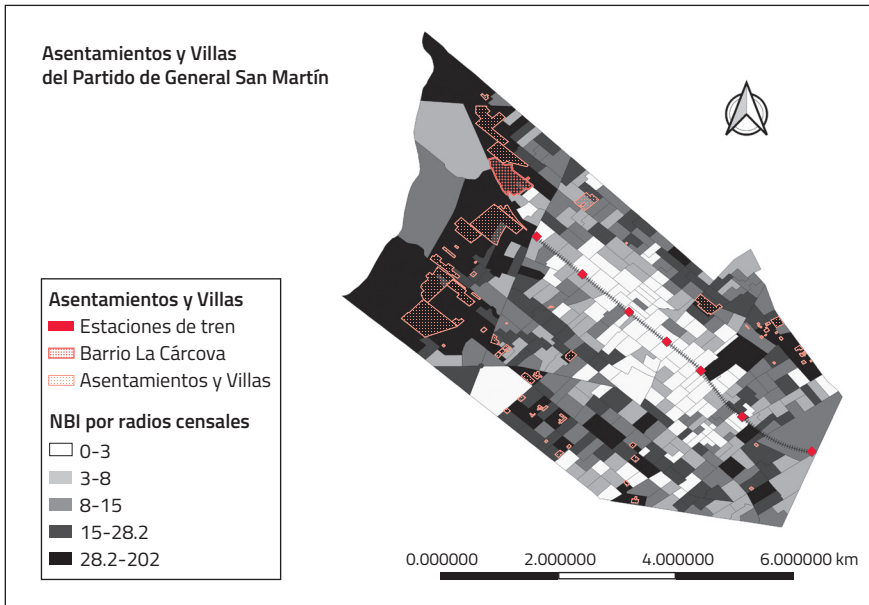 Asentamientos y Villas
del Partido de General San Martín
Asentamientos y Villas
Estaciones de tren
Barrio La Cárcova
Asentamientos y Villas
NBI por radios censales
0-3
3-8
8-15
15-28.2
28.2-202
0.000000 2.000000 4.000000 6.000000 km